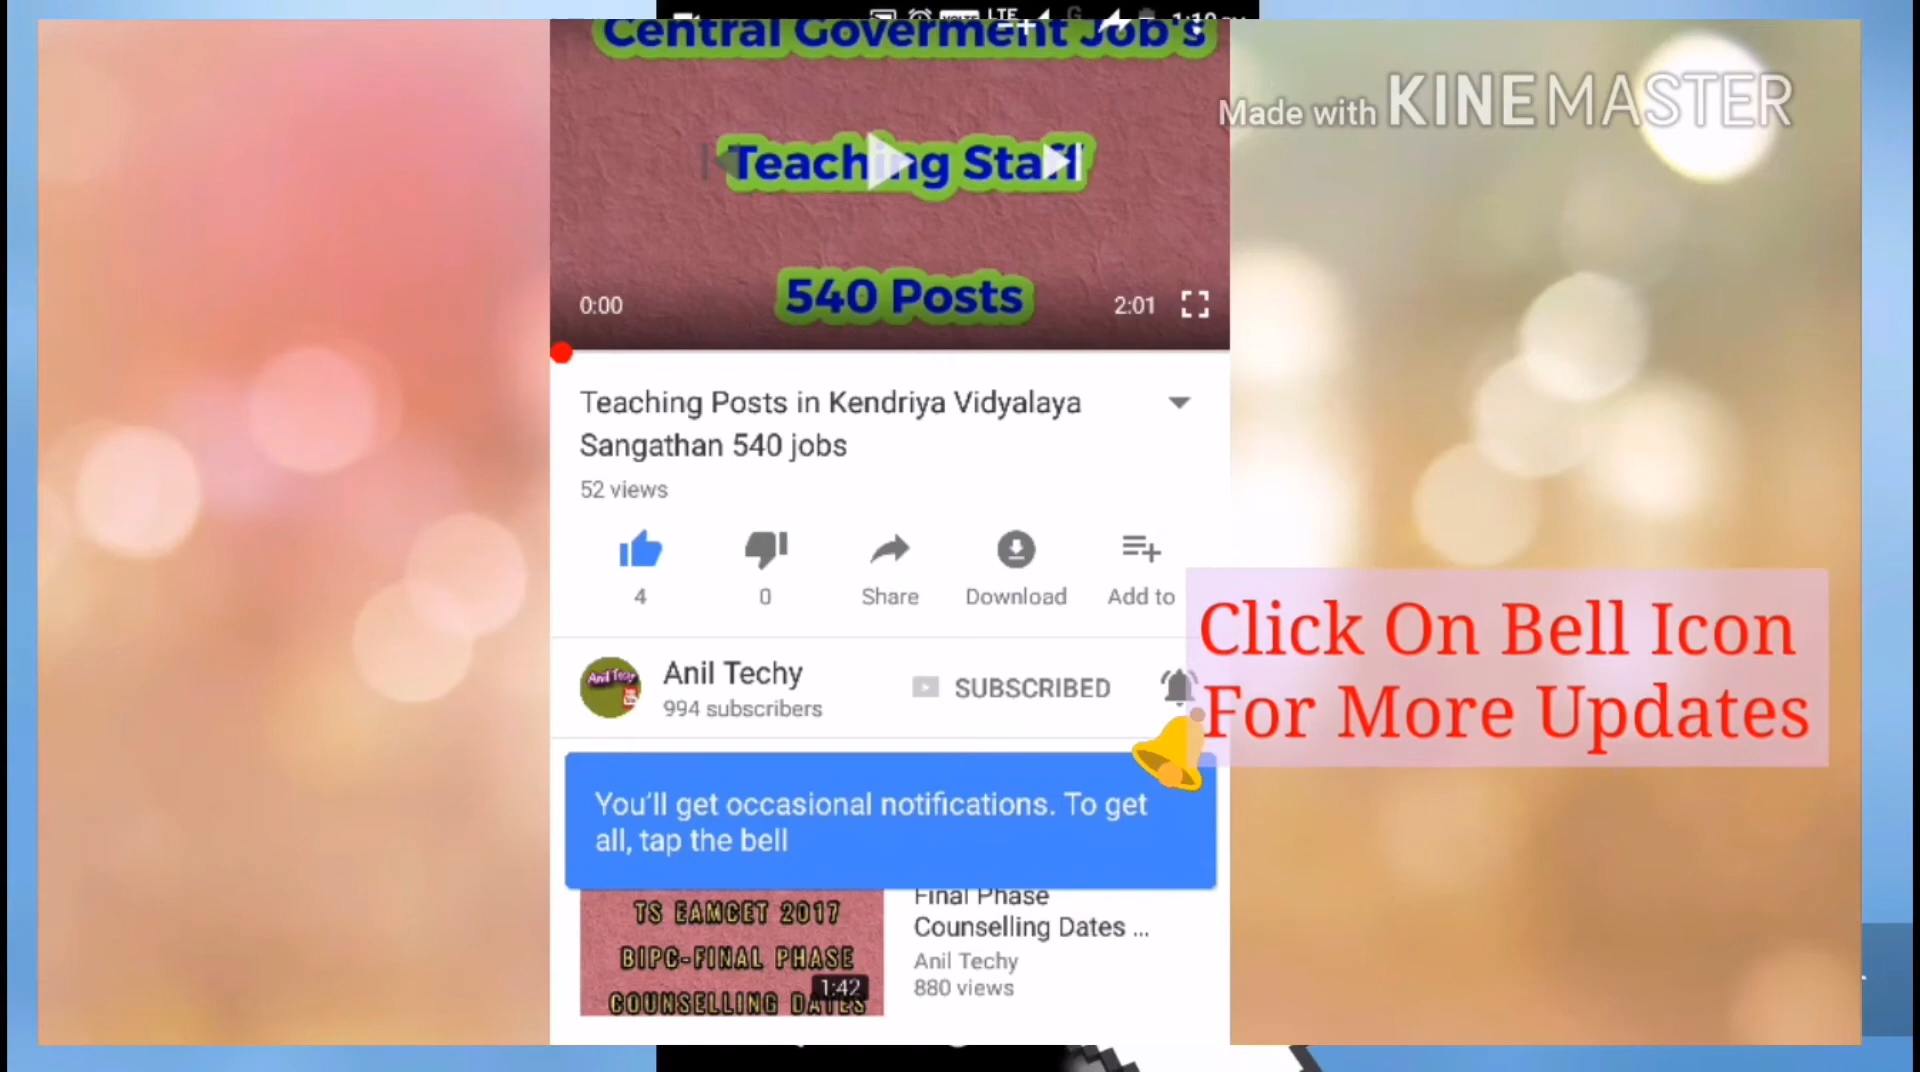 LTE
Central Goverment Job's
Made with KINEMASTER
Teaching Staff
540 Posts
0:00
2:01
Teaching Posts in Kendriya Vidyalaya
Sangathan 540 jobs
52 views
4
0
Share
Download
Add to
Click On Bell Icon
For More Updates
Anil Techy
994 subscribers
SUBSCRIBED
You'll get occasional notifications. To get
all, tap the bell
TS EAMCET 2017
BIPC-FINAL PHASE
COUNSELLING DATES
1:42
Final Phase
Counselling Dates ...
Anil Techy
880 views